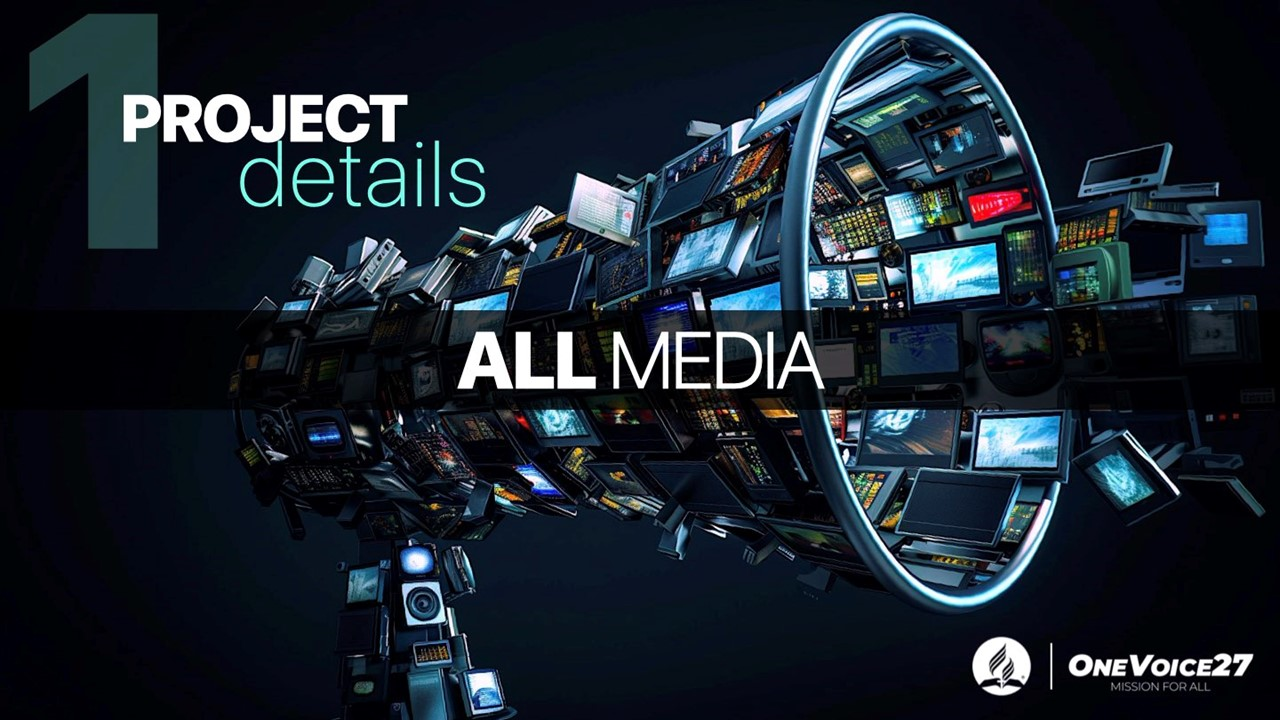 1
PROJECT
details
ALL MEDIA
ONEVOICE27
MISSION FOR ALL